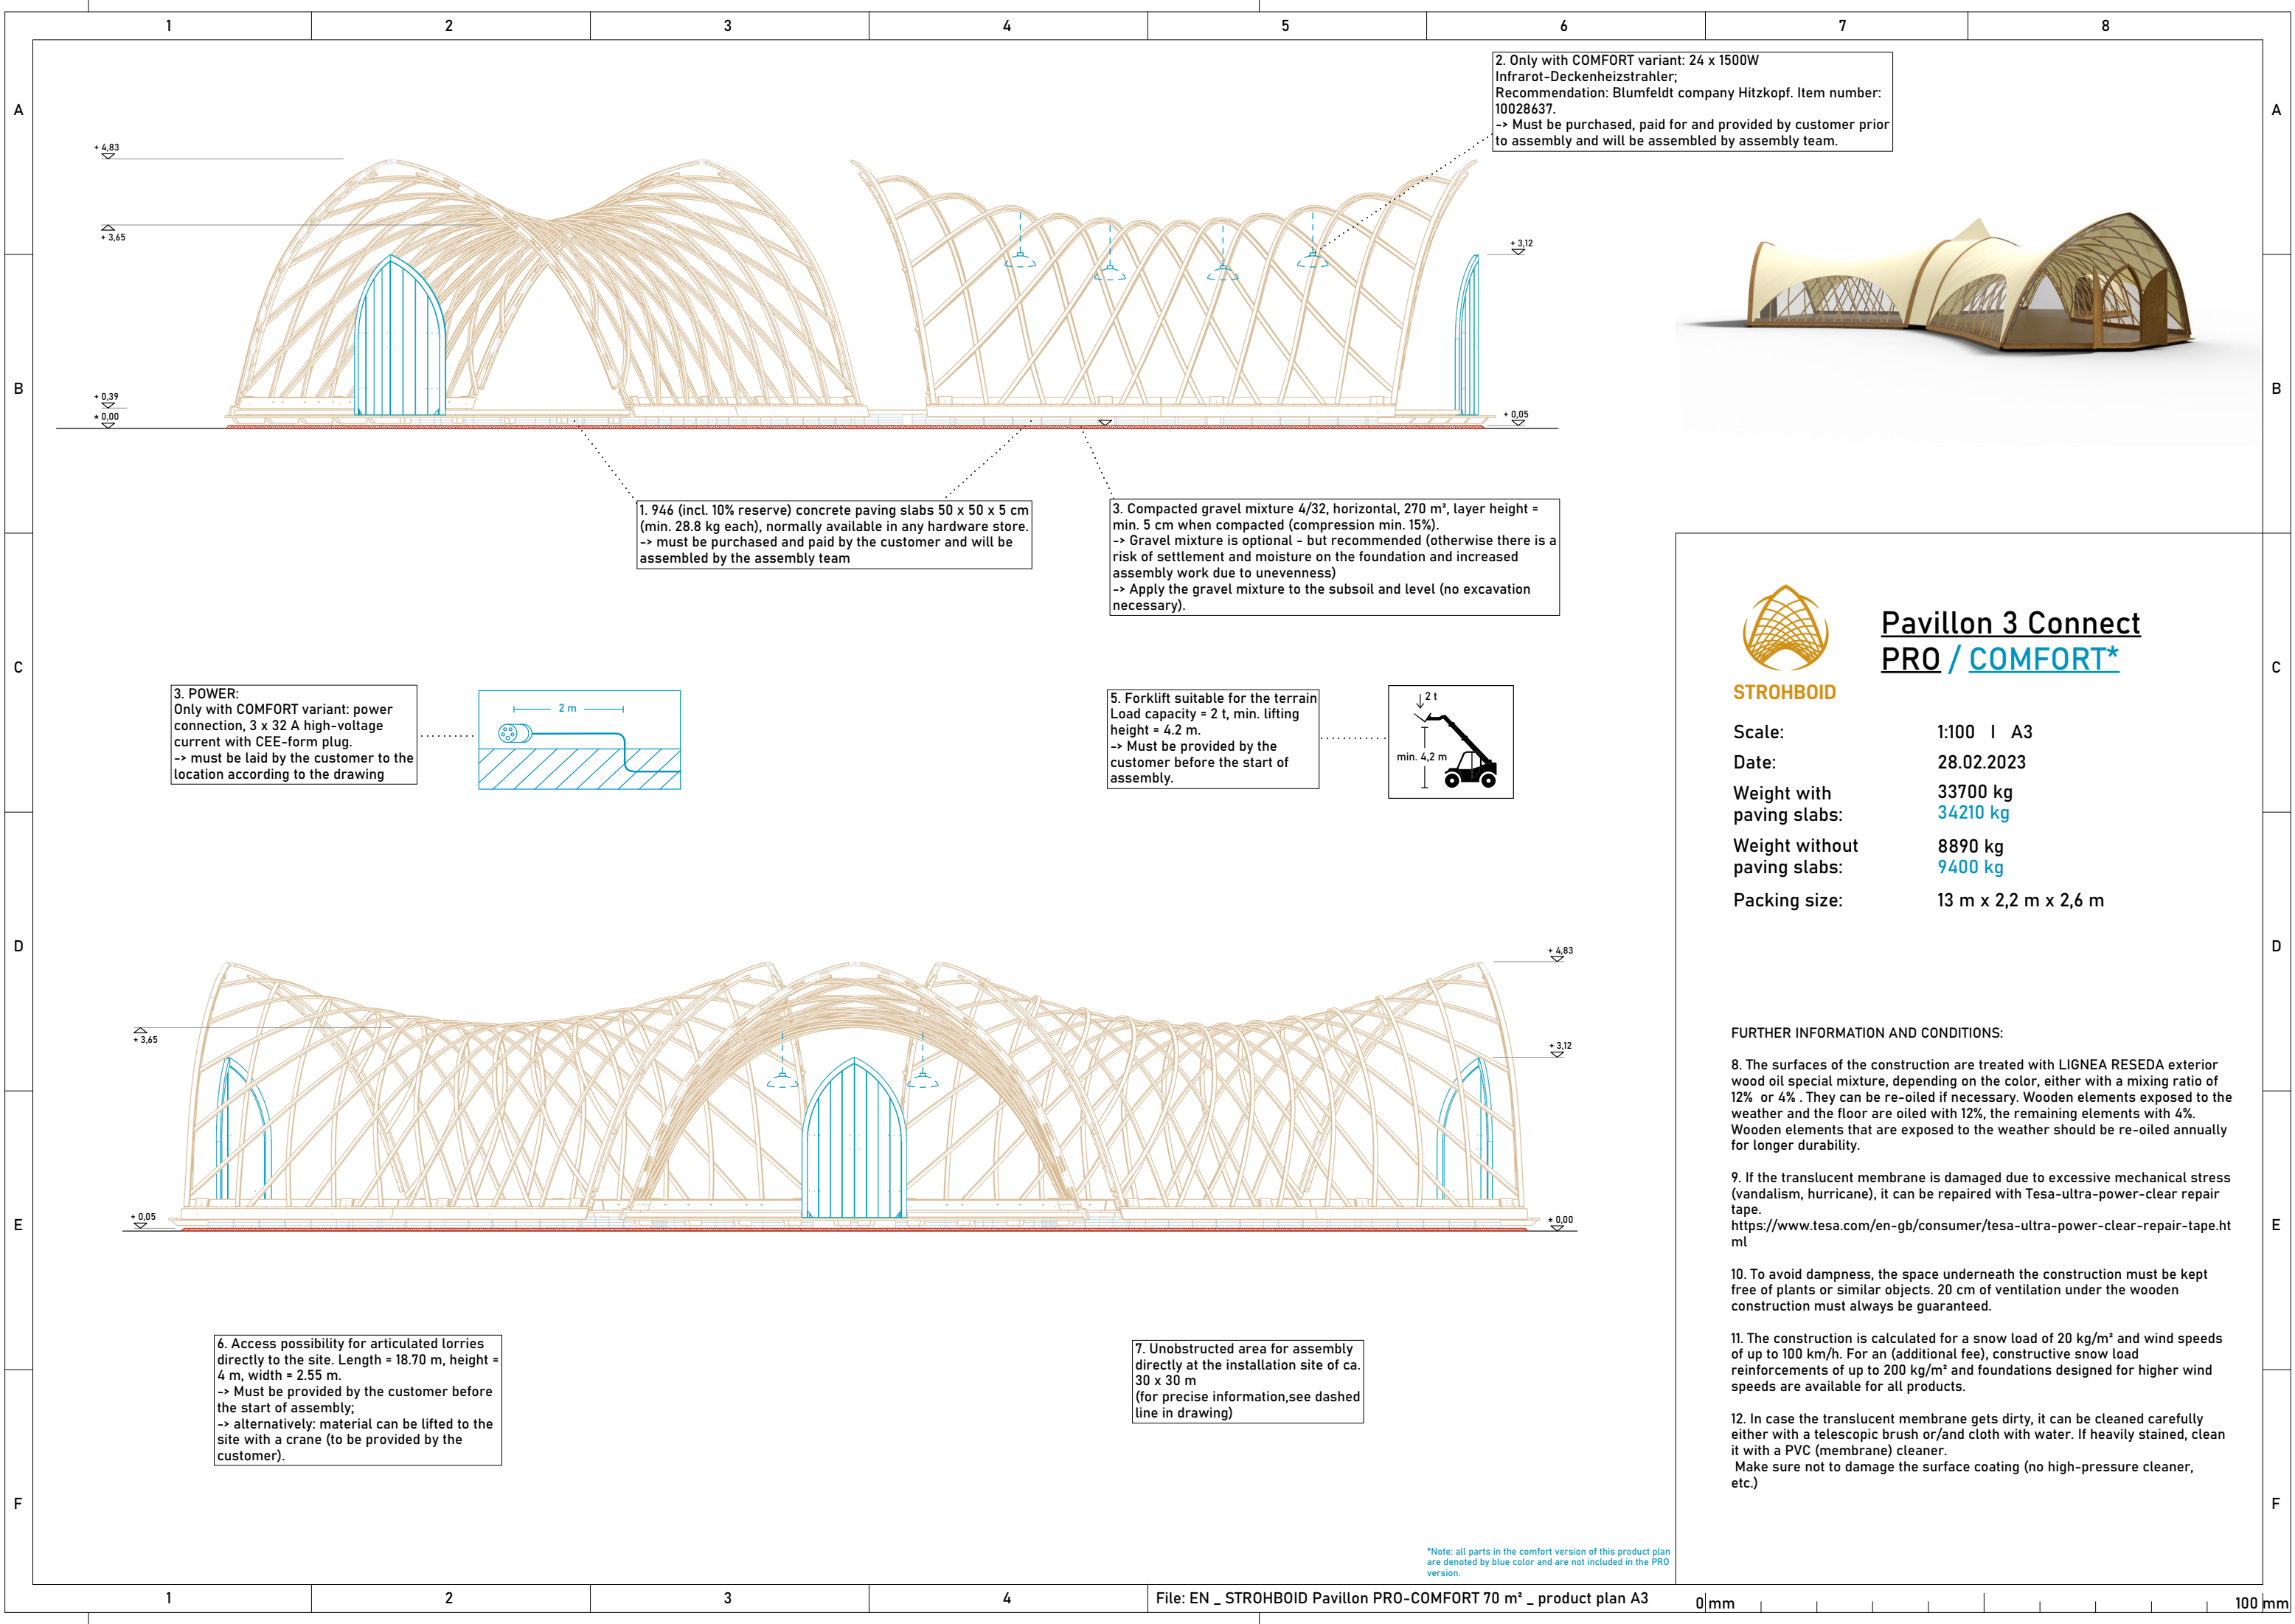 1 2 3 4 5 6 7 8
A
B
C
D
E
F
A
B
C
D
E
F
2. Only with COMFORT variant: 24 x 1500W
Infrarot-Deckenheizstrahler;
Recommendation: Blumfeldt company Hitzkopf. Item number:
10028637.
-> Must be purchased, paid for and provided by customer prior
to assembly and will be assembled by assembly team.
+ 4,83
+ 3,65
+ 0,39
± 0,00
+ 3,12
+ 0,05
1. 946 (incl. 10% reserve) concrete paving slabs 50 x 50 x 5 cm
(min. 28.8 kg each), normally available in any hardware store.
-> must be purchased and paid by the customer and will be
assembled by the assembly team
3. Compacted gravel mixture 4/32, horizontal, 270 m², layer height =
min. 5 cm when compacted (compression min. 15%).
-> Gravel mixture is optional - but recommended (otherwise there is a
risk of settlement and moisture on the foundation and increased
assembly work due to unevenness)
-> Apply the gravel mixture to the subsoil and level (no excavation
necessary).
3. POWER:
Only with COMFORT variant: power
connection, 3 x 32 A high-voltage
current with CEE-form plug.
-> must be laid by the customer to the
location according to the drawing
2 m
5. Forklift suitable for the terrain
Load capacity = 2 t, min. lifting
height = 4.2 m.
-> Must be provided by the
customer before the start of
assembly.
2 t
min. 4,2 m
STROHBOID
Pavillon 3 Connect
PRO / COMFORT*
Scale: 1:100 I A3
Date: 28.02.2023
Weight with 33700 kg
paving slabs: 34210 kg
Weight without 8890 kg
paving slabs: 9400 kg
Packing size: 13 m x 2,2 m x 2,6 m
+ 4,83
+ 3,65
+ 3,12
+ 0,05
± 0,00
6. Access possibility for articulated lorries
directly to the site. Length = 18.70 m, height =
4 m, width = 2.55 m.
-> Must be provided by the customer before
the start of assembly;
-> alternatively: material can be lifted to the
site with a crane (to be provided by the
customer).
7. Unobstructed area for assembly
directly at the installation site of ca.
30 x 30 m
(for precise information,see dashed
line in drawing)
FURTHER INFORMATION AND CONDITIONS:
8. The surfaces of the construction are treated with LIGNEA RESEDA exterior
wood oil special mixture, depending on the color, either with a mixing ratio of
12% or 4% . They can be re-oiled if necessary. Wooden elements exposed to the
weather and the floor are oiled with 12%, the remaining elements with 4%.
Wooden elements that are exposed to the weather should be re-oiled annually
for longer durability.
9. If the translucent membrane is damaged due to excessive mechanical stress
(vandalism, hurricane), it can be repaired with Tesa-ultra-power-clear repair
tape.
https://www.tesa.com/en-gb/consumer/tesa-ultra-power-clear-repair-tape.ht
ml
10. To avoid dampness, the space underneath the construction must be kept
free of plants or similar objects. 20 cm of ventilation under the wooden
construction must always be guaranteed.
11. The construction is calculated for a snow load of 20 kg/m² and wind speeds
of up to 100 km/h. For an (additional fee), constructive snow load
reinforcements of up to 200 kg/m² and foundations designed for higher wind
speeds are available for all products.
12. In case the translucent membrane gets dirty, it can be cleaned carefully
either with a telescopic brush or/and cloth with water. If heavily stained, clean
it with a PVC (membrane) cleaner.
Make sure not to damage the surface coating (no high-pressure cleaner,
etc.)
*Note: all parts in the comfort version of this product plan
are denoted by blue color and are not included in the PRO
version.
1 2 3 4
File: EN _ STROHBOID Pavillon PRO-COMFORT 70 m² _ product plan A3
0 mm 100 mm